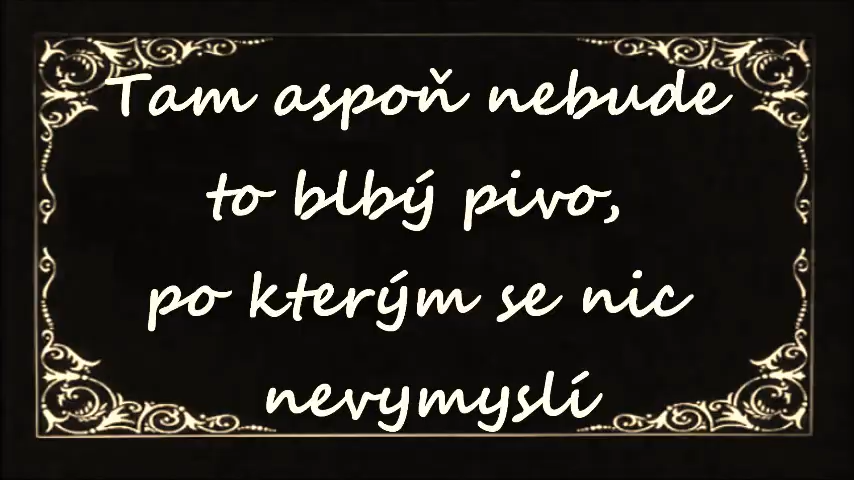 Tam aspoň nebude
to blbý pivo,
po kterým se nic
nevymyslí